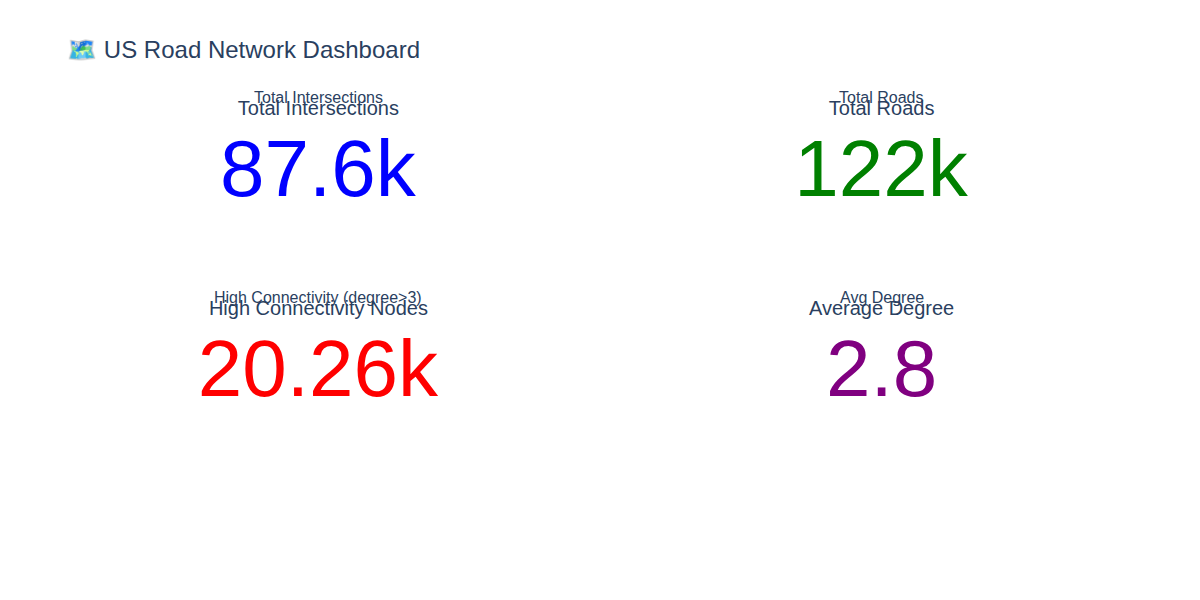 🗺️ US Road Network Dashboard
Total Intersections
Total Intersections
87.6k
Total Roads
Total Roads
122k
High Connectivity (degree>3)
High Connectivity Nodes
20.26k
Avg Degree
Average Degree
2.8